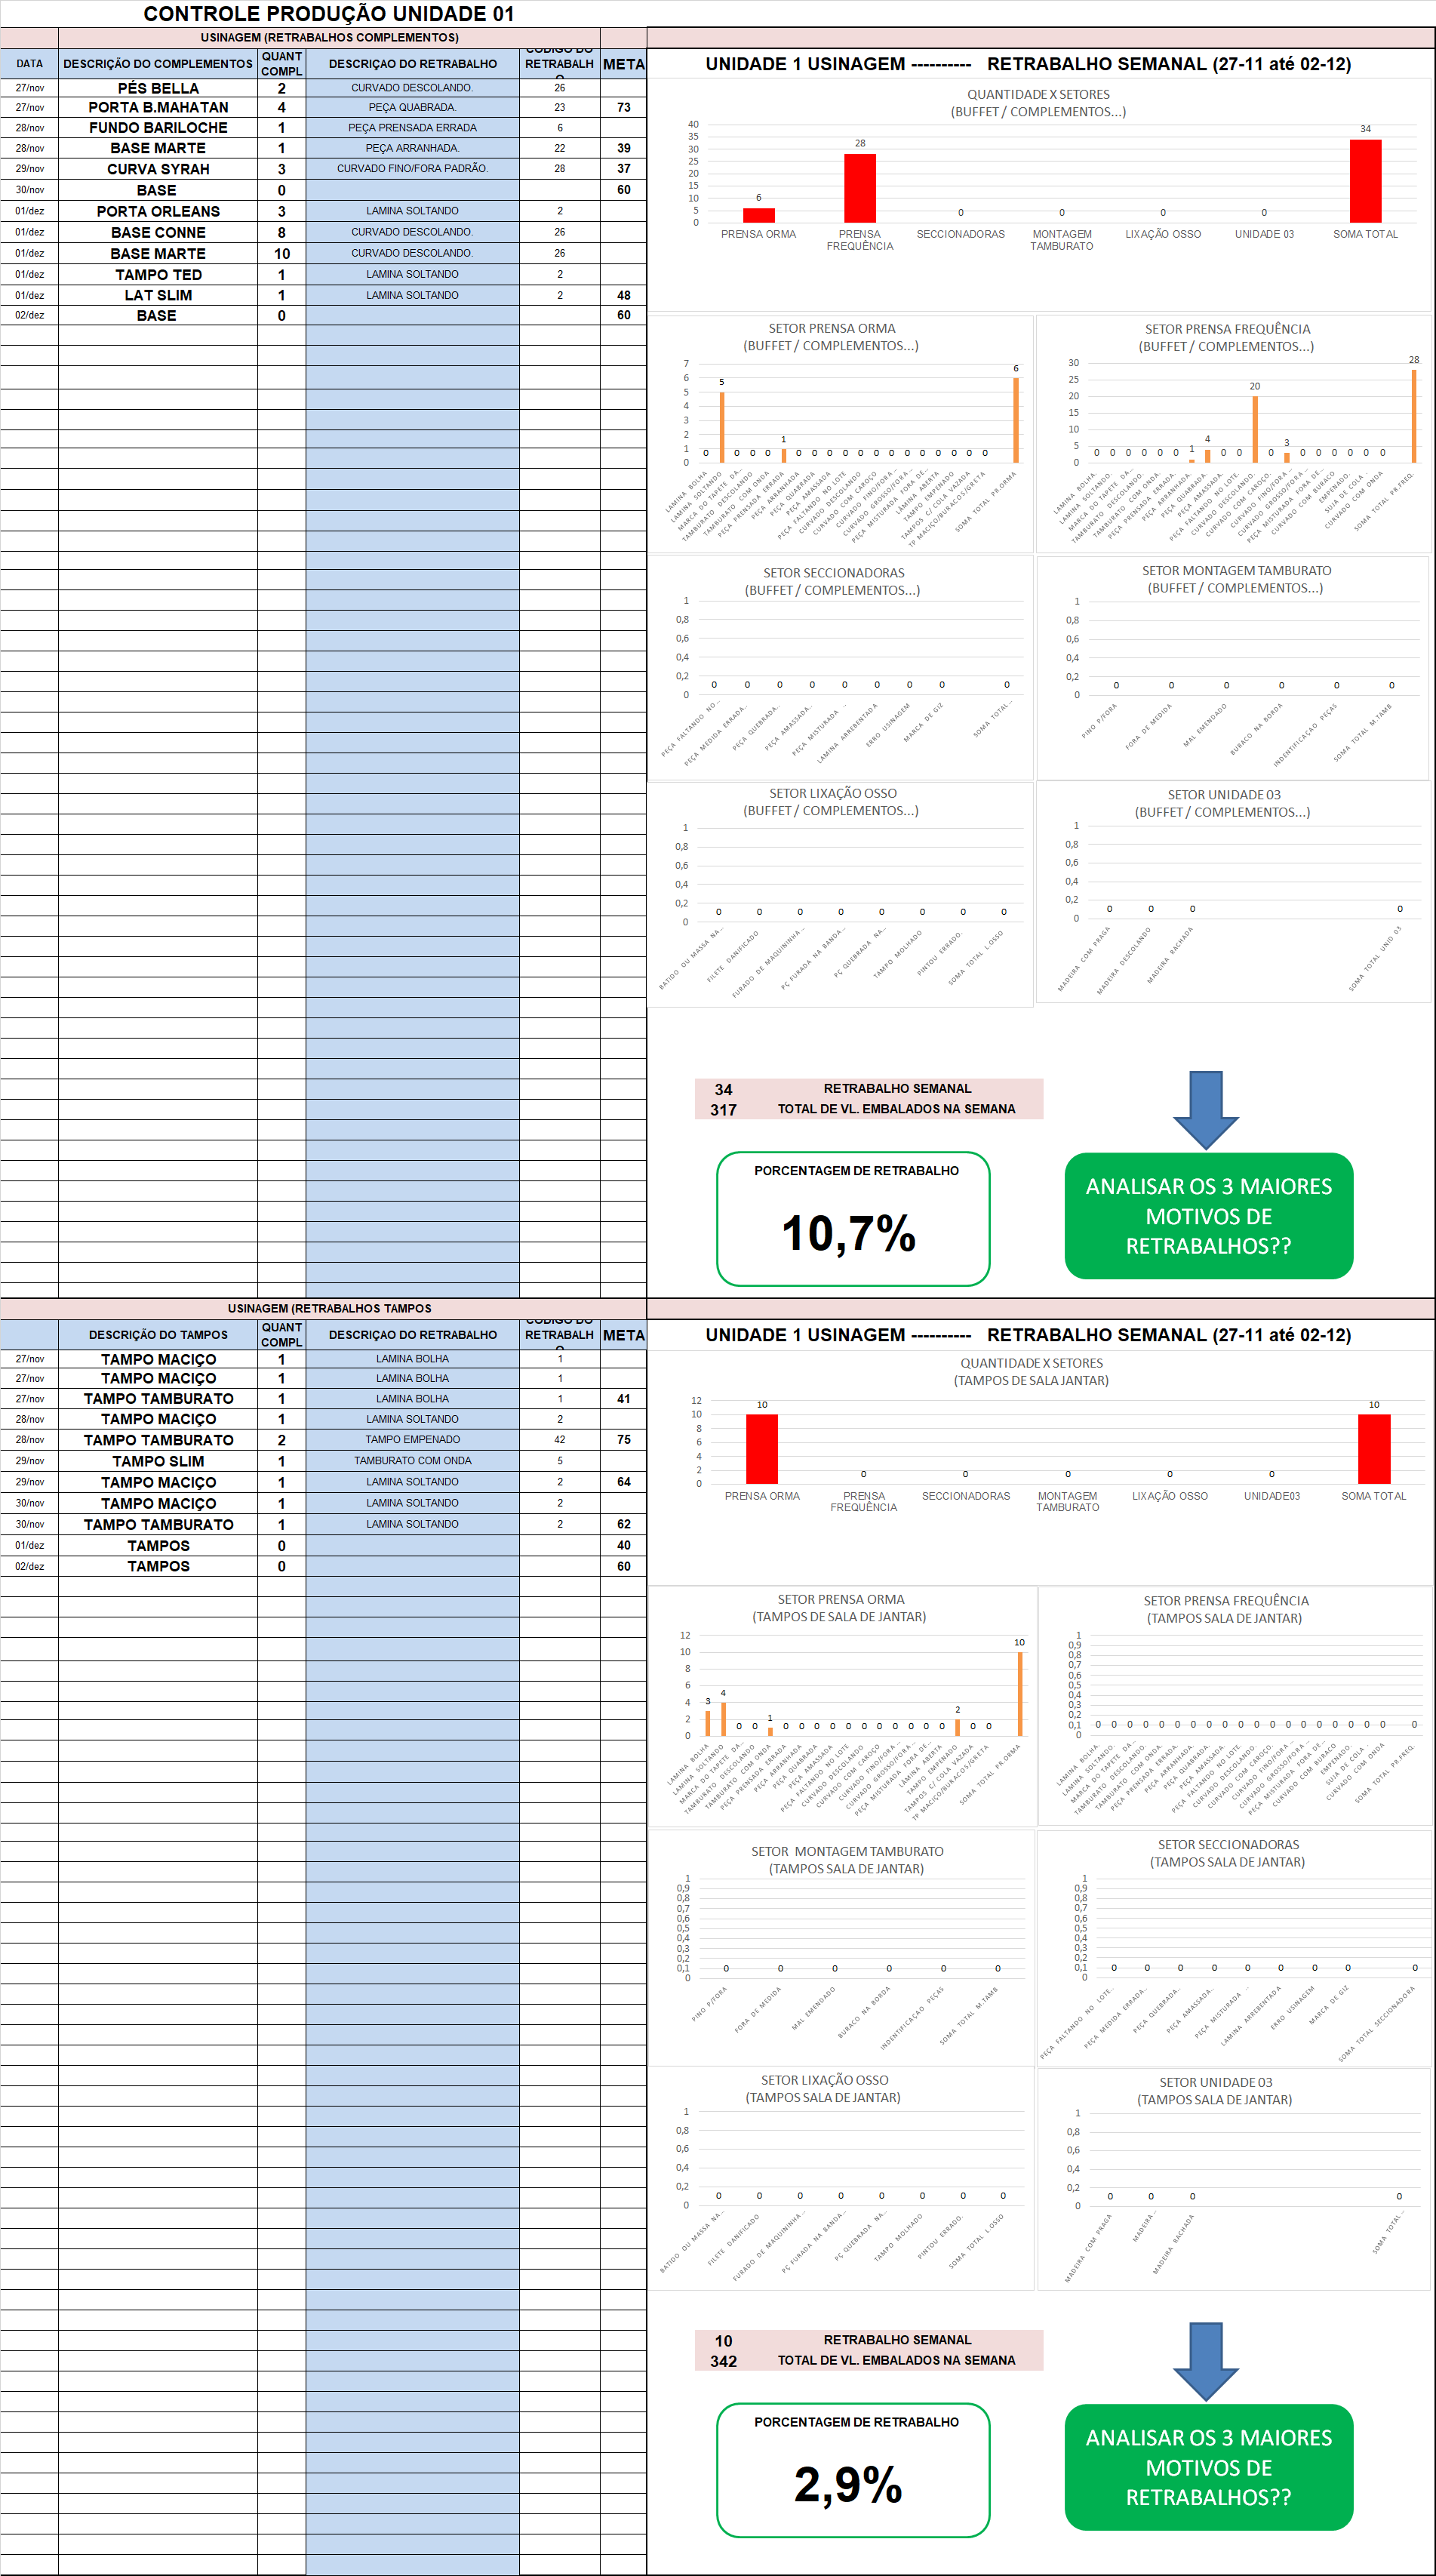 CONTROLE PRODUÇÃO UNIDADE 01
USINAGEM (RETRABALHOS COMPLEMENTOS)
DATA DESCRIÇÃO DO COMPLEMENTOS QUANT COMPL DESCRIÇAO DO RETRABALHO CODIGO DO RETRABALHO META
27/nov PÉS BELLA 2 CURVADO DESCOLANDO. 26
27/nov PORTA B.MAHATAN 4 PEÇA QUABRADA. 23 73
28/nov FUNDO BARILOCHE 1 PEÇA PRENSADA ERRADA 6
28/nov BASE MARTE 1 PEÇA ARRANHADA. 22 39
29/nov CURVA SYRAH 3 CURVADO FINO/FORA PADRÃO. 28 37
30/nov BASE 0 60
01/dez PORTA ORLEANS 3 LAMINA SOLTANDO 2
01/dez BASE CONNE 8 CURVADO DESCOLANDO. 26
01/dez BASE MARTE 10 CURVADO DESCOLANDO. 26
01/dez TAMPO TED 1 LAMINA SOLTANDO 2
01/dez LAT SLIM 1 LAMINA SOLTANDO 2 48
02/dez BASE 0 60
UNIDADE 1 USINAGEM ---------- RETRABALHO SEMANAL (27-11 até 02-12)
QUANTIDADE X SETORES
(BUFFET / COMPLEMENTOS...)
40
35
30
25
20
15
10
5
0
6 28 0 0 0 0 34
PRENSA ORMA PRENSA FREQUÊNCIA SECCIONADORAS MONTAGEM TAMBURATO LIXAÇÃO OSSO UNIDADE 03 SOMA TOTAL
SETOR PRENSA ORMA
(BUFFET / COMPLEMENTOS...)
7
6
5
4
3
2
1
0
0 5 0 0 0 1 0 0 0 0 0 0 0 0 0 0 0 0 0 6
LAMINA BOLHA
LAMINA SOLTANDO
MARCA DO TAPETE DA...
TAMBURATO DESCOLANDO
TAMBURATO COM ONDA
PEÇA PRENSADA ERRADA
PEÇA ARRANHADA
PEÇA QUABRADA
PEÇA AMASSADA
PEÇA FALTANDO NO LOTE
CURVADO DESCOLANDO
CURVADO COM CAROÇO
CURVADO FINO/FORA...
CURVADO GROSSO/FORA...
PEÇA MISTURADA FORA DE...
LÂMINA ABERTA
TAMPO EMPENADO
TAMPOS C/ COLA VAZADA
TP MACIÇO/BURACOS/GRETA
SOMA TOTAL PR.ORMA
SETOR PRENSA FREQUÊNCIA
(BUFFET / COMPLEMENTOS...)
30
25
20
15
10
5
0
0 0 0 0 0 0 1 4 0 0 20 0 3 0 0 0 0 0 0 28
LAMINA BOLHA.
LAMINA SOLTANDO.
MARCA DO TAPETE DA...
TAMBURATO DESCOLANDO.
TAMBURATO COM ONDA.
PEÇA PRENSADA ERRADA.
PEÇA ARRANHADA.
PEÇA QUABRADA.
PEÇA AMASSADA.
PEÇA FALTANDO NO LOTE.
CURVADO DESCOLANDO.
CURVADO COM CAROÇO.
CURVADO FINO/FORA...
CURVADO GROSSO/FORA...
PEÇA MISTURADA FORA DE...
CURVADO COM BURACO
EMPENADO.
SUJA DE COLA .
CURVADO COM ONDA
SOMA TOTAL PR.FREQ.
SETOR SECCIONADORAS
(BUFFET / COMPLEMENTOS...)
1
0,8
0,6
0,4
0,2
0
0 0 0 0 0 0 0 0 0
PEÇA FALTANDO NO...
PEÇA MEDIDA ERRADA...
PEÇA QUEBRADA...
PEÇA AMASSADA...
PEÇA MISTURADA ...
LAMINA ARREBENTADA
ERRO USINAGEM
MARCA DE GIZ
SOMA TOTAL...
SETOR MONTAGEM TAMBURATO
(BUFFET / COMPLEMENTOS...)
1
0,8
0,6
0,4
0,2
0
0 0 0 0 0 0
PINO P/FORA
FORA DE MEDIDA
MAL EMENDADO
BURACO NA BORDA
INDENTIFICAÇAO PEÇAS
SOMA TOTAL M.TAMB
SETOR LIXAÇÃO OSSO
(BUFFET / COMPLEMENTOS...)
1
0,8
0,6
0,4
0,2
0
0 0 0 0 0 0 0 0
BATIDO OU MASSA NA...
FILETE DANIFICADO
FURADO DE MAQUININHA...
PÇ FURADA NA BANDA...
PÇ QUEBRADA NA...
TAMPO MOLHADO
PINTOU ERRADO.
SOMA TOTAL L.OSSO
SETOR UNIDADE 03
(BUFFET / COMPLEMENTOS...)
1
0,8
0,6
0,4
0,2
0
0 0 0 0
MADEIRA COM PRAGA
MADEIRA DESCOLANDO
MADEIRA RACHADA
SOMA TOTAL UNID 03
34 RETRABALHO SEMANAL
317 TOTAL DE VL. EMBALADOS NA SEMANA
PORCENTAGEM DE RETRABALHO
10,7%
ANALISAR OS 3 MAIORES
MOTIVOS DE
RETRABALHOS??
USINAGEM (RETRABALHOS TAMPOS
DESCRIÇÃO DO TAMPOS QUANT COMPL DESCRIÇAO DO RETRABALHO CODIGO DO RETRABALHO META
27/nov TAMPO MACIÇO 1 LAMINA BOLHA 1
27/nov TAMPO MACIÇO 1 LAMINA BOLHA 1
27/nov TAMPO TAMBURATO 1 LAMINA BOLHA 1 41
28/nov TAMPO MACIÇO 1 LAMINA SOLTANDO 2
28/nov TAMPO TAMBURATO 2 TAMPO EMPENADO 42 75
29/nov TAMPO SLIM 1 TAMBURATO COM ONDA 5
29/nov TAMPO MACIÇO 1 LAMINA SOLTANDO 2 64
30/nov TAMPO MACIÇO 1 LAMINA SOLTANDO 2
30/nov TAMPO TAMBURATO 1 LAMINA SOLTANDO 2 62
01/dez TAMPOS 0 40
02/dez TAMPOS 0 60
UNIDADE 1 USINAGEM ---------- RETRABALHO SEMANAL (27-11 até 02-12)
QUANTIDADE X SETORES
(TAMPOS DE SALA JANTAR)
12
10
8
6
4
2
0
10 0 0 0 0 0 10
PRENSA ORMA PRENSA FREQUÊNCIA SECCIONADORAS MONTAGEM TAMBURATO LIXAÇÃO OSSO UNIDADE03 SOMA TOTAL
SETOR PRENSA ORMA
(TAMPOS DE SALA DE JANTAR)
12
10
8
6
4
2
0
3 4 0 0 1 0 0 0 0 0 0 0 0 0 0 0 2 0 0 10
LAMINA BOLHA
LAMINA SOLTANDO
MARCA DO TAPETE DA...
TAMBURATO DESCOLANDO
TAMBURATO COM ONDA
PEÇA PRENSADA ERRADA
PEÇA ARRANHADA
PEÇA QUABRADA
PEÇA AMASSADA
PEÇA FALTANDO NO LOTE
CURVADO DESCOLANDO
CURVADO COM CAROÇO
CURVADO FINO/FORA...
CURVADO GROSSO/FORA...
PEÇA MISTURADA FORA DE...
LÂMINA ABERTA
TAMPO EMPENADO
TAMPOS C/ COLA VAZADA
TP MACIÇO/BURACOS/GRETA
SOMA TOTAL PR.ORMA
SETOR PRENSA FREQUÊNCIA
(TAMPOS SALA DE JANTAR)
1
0,9
0,8
0,7
0,6
0,5
0,4
0,3
0,2
0,1
0
0 0 0 0 0 0 0 0 0 0 0 0 0 0 0 0 0 0 0 0
LAMINA BOLHA.
LAMINA SOLTANDO.
MARCA DO TAPETE DA...
TAMBURATO DESCOLANDO.
TAMBURATO COM ONDA.
PEÇA PRENSADA ERRADA.
PEÇA ARRANHADA.
PEÇA QUABRADA.
PEÇA AMASSADA.
PEÇA FALTANDO NO LOTE.
CURVADO DESCOLANDO.
CURVADO COM CAROÇO.
CURVADO FINO/FORA...
CURVADO GROSSO/FORA...
PEÇA MISTURADA FORA DE...
CURVADO COM BURACO
EMPENADO.
SUJA DE COLA .
CURVADO COM ONDA
SOMA TOTAL PR.FREQ.
SETOR MONTAGEM TAMBURATO
(TAMPOS SALA DE JANTAR)
1
0,9
0,8
0,7
0,6
0,5
0,4
0,3
0,2
0,1
0
0 0 0 0 0 0
PINO P/FORA
FORA DE MEDIDA
MAL EMENDADO
BURACO NA BORDA
INDENTIFICAÇAO PEÇAS
SOMA TOTAL M.TAMB
SETOR SECCIONADORAS
(TAMPOS SALA DE JANTAR)
1
0,9
0,8
0,7
0,6
0,5
0,4
0,3
0,2
0,1
0
0 0 0 0 0 0 0 0 0
PEÇA FALTANDO NO LOTE..
PEÇA MEDIDA ERRADA..
PEÇA QUEBRADA..
PEÇA AMASSADA..
PEÇA MISTURADA ...
LAMINA ARREBENTADA
ERRO USINAGEM
MARCA DE GIZ
SOMA TOTAL SECCIONADORA
SETOR LIXAÇÃO OSSO
(TAMPOS SALA DE JANTAR)
1
0,8
0,6
0,4
0,2
0
0 0 0 0 0 0 0 0
BATIDO OU MASSA NA...
FILETE DANIFICADO
FURADO DE MAQUININHA...
PÇ FURADA NA BANDA...
PÇ QUEBRADA NA...
TAMPO MOLHADO
PINTOU ERRADO.
SOMA TOTAL L.OSSO
SETOR UNIDADE 03
(TAMPOS SALA DE JANTAR)
1
0,8
0,6
0,4
0,2
0
0 0 0 0
MADEIRA COM PRAGA
MADEIRA...
MADEIRA RACHADA
SOMA TOTAL...
10 RETRABALHO SEMANAL
342 TOTAL DE VL. EMBALADOS NA SEMANA
PORCENTAGEM DE RETRABALHO
2,9%
ANALISAR OS 3 MAIORES
MOTIVOS DE
RETRABALHOS??